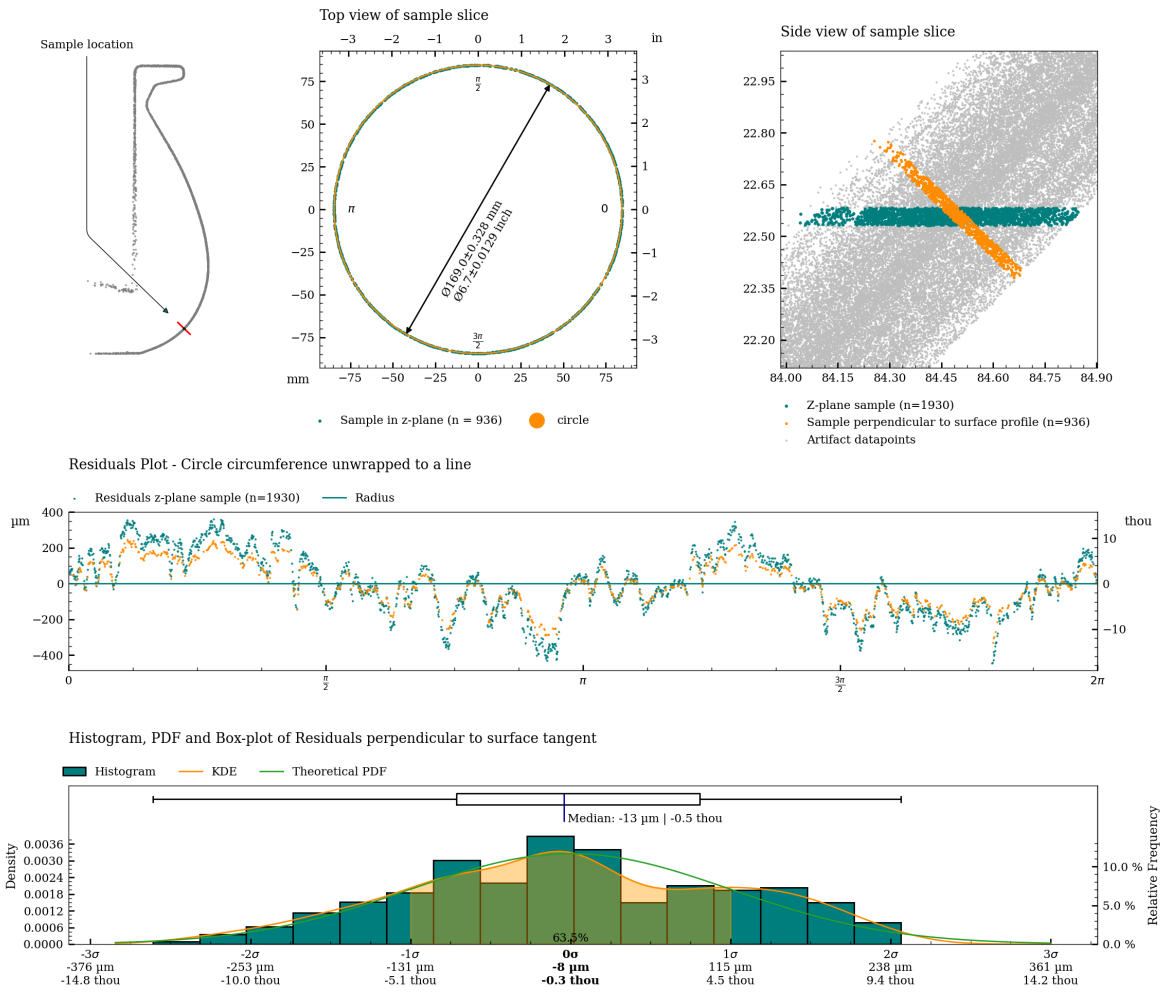 Top view of sample slice
Side view of sample slice
Sample location
−3 −2 −1 0 1 2 3 in
75 50 25 0 −25 −50 −75
3 2 1 0 −1 −2 −3
π/2
π
0
3π/2
Ø169.0±0.328 mm
Ø6.7±0.0129 inch
mm −75 −50 −25 0 25 50 75
22.95
22.80
22.65
22.50
22.35
22.20
84.00 84.15 84.30 84.45 84.60 84.75 84.90
Sample in z-plane (n = 936) circle
Z-plane sample (n=1930)
Sample perpendicular to surface profile (n=936)
Artifact datapoints
Residuals Plot - Circle circumference unwrapped to a line
Residuals z-plane sample (n=1930) Radius
µm
thou
400
200
0
−200
−400
10
0
−10
0 π/2 π 3π/2 2π
Histogram, PDF and Box-plot of Residuals perpendicular to surface tangent
Histogram KDE Theoretical PDF
Median: -13 µm | -0.5 thou
Density
0.0036
0.0030
0.0024
0.0018
0.0012
0.0006
0.0000
Relative Frequency
10.0 %
5.0 %
0.0 %
63.5%
-3σ -2σ -1σ 0σ 1σ 2σ 3σ
-376 µm -253 µm -131 µm -8 µm 115 µm 238 µm 361 µm
-14.8 thou -10.0 thou -5.1 thou -0.3 thou 4.5 thou 9.4 thou 14.2 thou